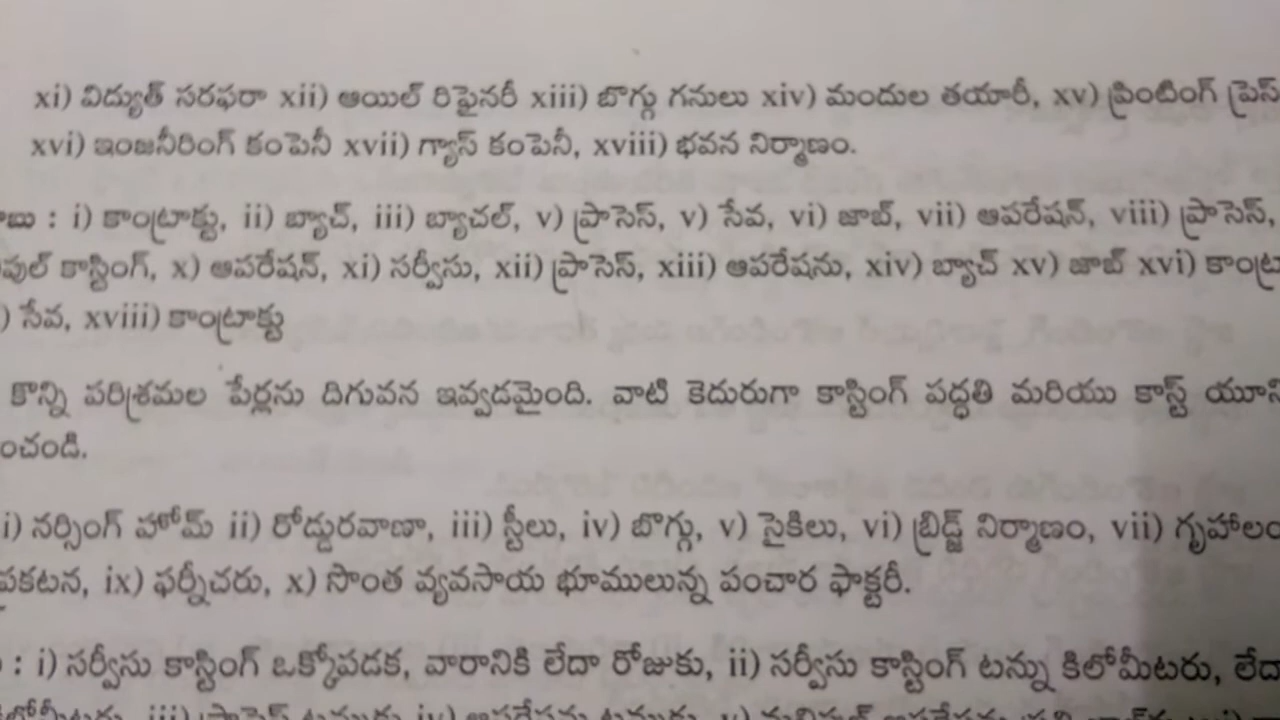 xi) విద్యుత్ సరఫరా xii) ఆయిల్ రిఫైనరీ xiii) బొగ్గు గనులు xiv) మందుల తయారీ, xv) ప్రింటింగ్ ప్రెస్
xvi) ఇంజనీరింగ్ కంపెనీ xvii) గ్యాస్ కంపెనీ, xviii) భవన నిర్మాణం.
: i) కాంట్రాక్టు, ii) బ్యాచ్, iii) బ్యాచల్, v) ప్రాసెస్, v) సేవ, vi) జాబ్, vii) ఆపరేషన్, viii) ప్రాసెస్,
కాస్టింగ్, x) ఆపరేషన్, xi) సర్వీసు, xii) ప్రాసెస్, xiii) ఆపరేషను, xiv) బ్యాచ్ xv) జాబ్ xvi)
) సేవ, xviii) కాంట్రాక్టు
కొన్ని పరిశ్రమల పేర్లను దిగువన ఇవ్వడమైంది. వాటి కెదురుగా కాస్టింగ్ పద్ధతి మరియు కాస్ట్
ంచండి.
i) నర్సింగ్ హోమ్ ii) రోడ్డురవాణా, iii) స్టీలు, iv) బొగ్గు, v) సైకిలు, vi) బ్రిడ్జ్ నిర్మాణం, vii)
ప్రకటన, ix) ఫర్నీచరు, x) సొంత వ్యవసాయ భూములున్న పంచార ఫాక్టరీ.
: i) సర్వీసు కాస్టింగ్ ఒక్కోపడక, వారానికి లేదా రోజుకు, ii) సర్వీసు కాస్టింగ్ టన్ను కిలోమీటరు, లేదా